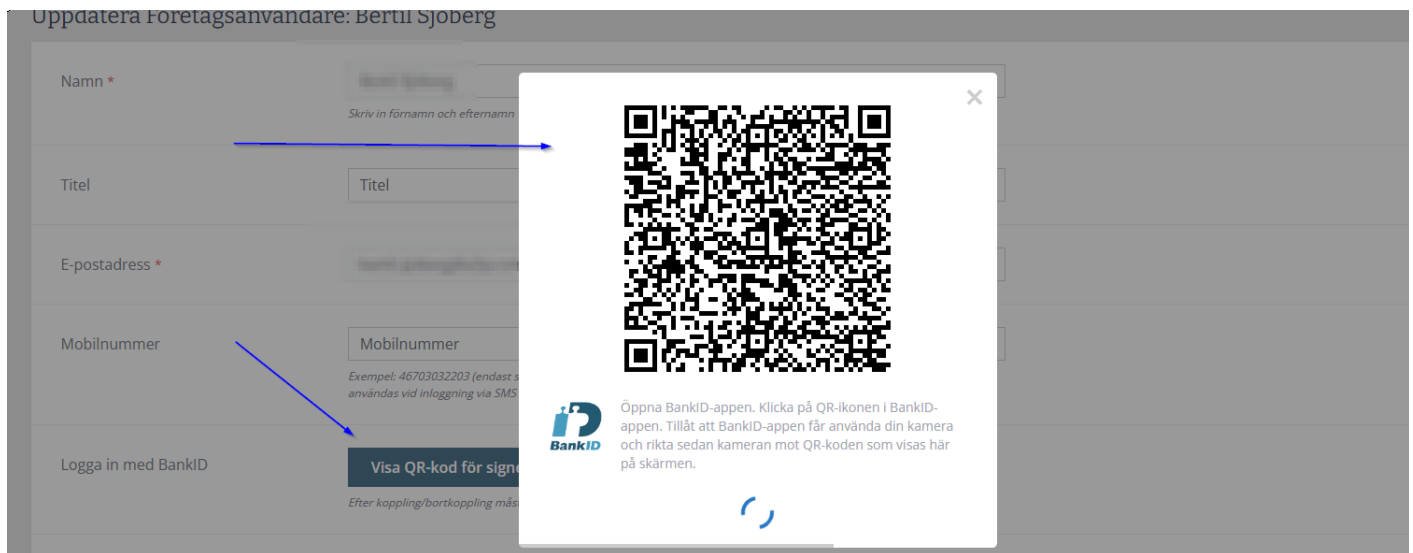 Uppdatera Företagsanvändare: Bertil Sjöberg
Namn *
Skriv in förnamn och efternamn
Titel
Titel
E-postadress *
Mobilnummer
Mobilnummer
Exempel: 46703032203 (endast s
användas vid inloggning via SMS
Logga in med BankID
Visa QR-kod för signe
Efter koppling/bortkoppling mås
×
BankID
Öppna BankID-appen. Klicka på QR-ikonen i BankID-
appen. Tillåt att BankID-appen får använda din kamera
och rikta sedan kameran mot QR-koden som visas här
på skärmen.